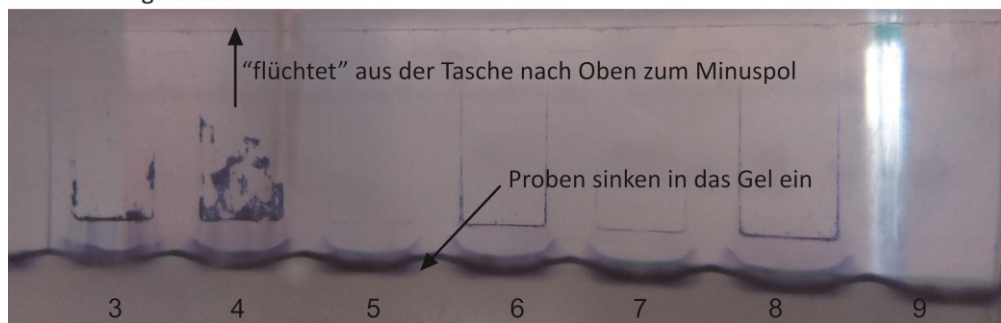 "flüchtet" aus der Tasche nach Oben zum Minuspol
Proben sinken in das Gel ein
3 4 5 6 7 8 9